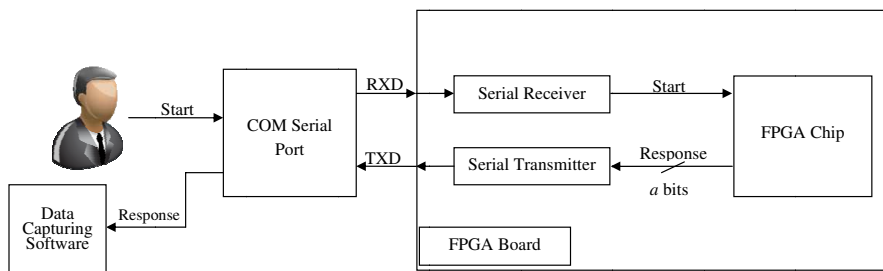 RXD
Serial Receiver
Start
Start
COM Serial
Port
FPGA Chip
TXD
Serial Transmitter
Response
a bits
Data
Capturing
Software
Response
FPGA Board